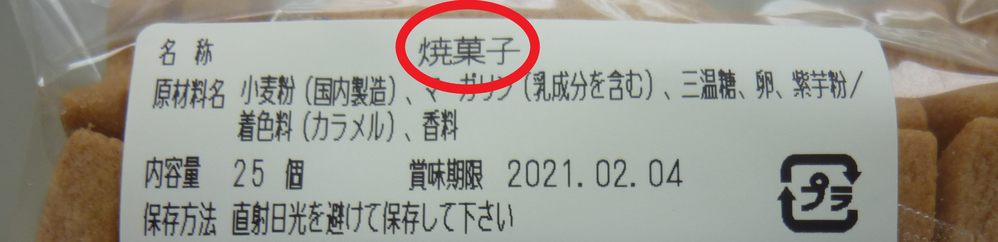 名称 焼菓子
原材料名 小麦粉(国内製造)、マーガリン(乳成分を含む)、三温糖、卵、紫芋粉/
着色料(カラメル)、香料
内容量 25個 賞味期限 2021.02.04
保存方法 直射日光を避けて保存して下さい
プラ